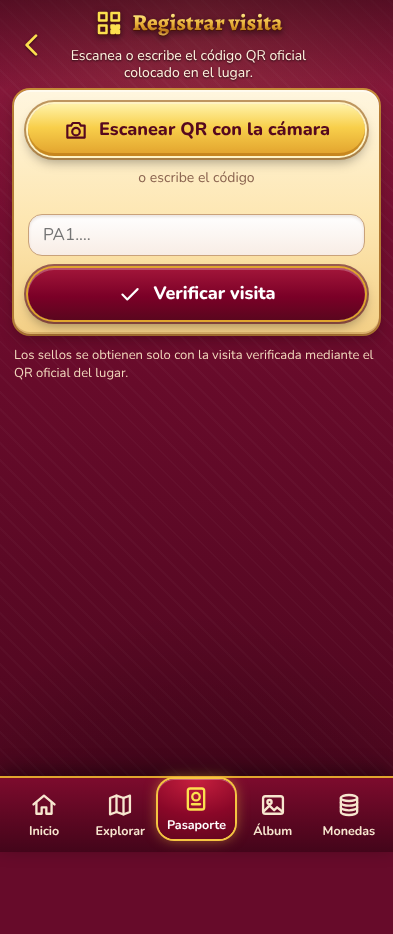 Registrar visita
Escanea o escribe el código QR oficial
colocado en el lugar.
Escanear QR con la cámara
o escribe el código
PA1....
Verificar visita
Los sellos se obtienen solo con la visita verificada mediante el
QR oficial del lugar.
Inicio
Explorar
Pasaporte
Álbum
Monedas